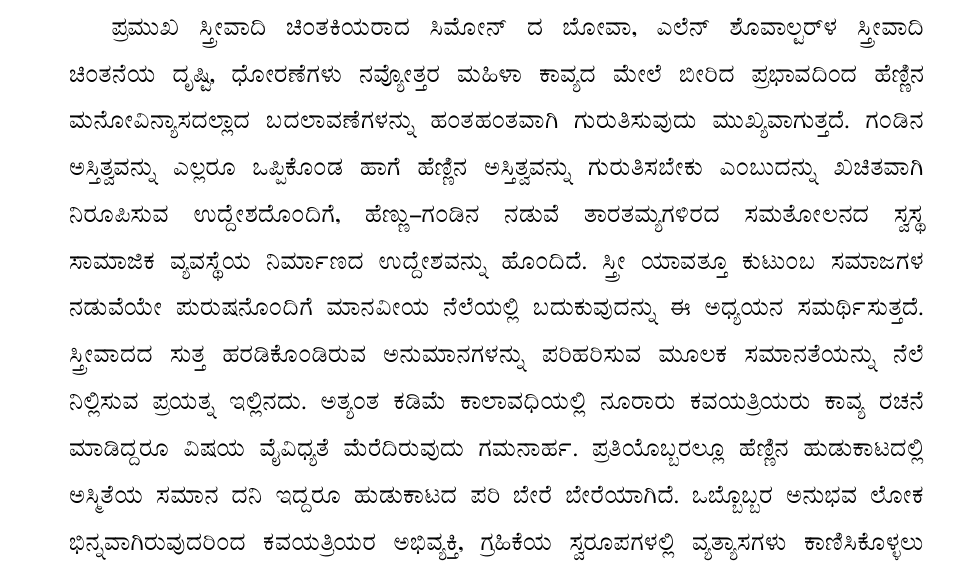 ಪ್ರಮುಖ ಸ್ತ್ರೀವಾದಿ ಚಿಂತಕಿಯರಾದ ಸಿಮೋನ್ ದ ಬೋವಾ, ಎಲೆನ್ ಶೊವಾಲ್ಟರ್‌ಳ ಸ್ತ್ರೀವಾದಿ
ಚಿಂತನೆಯ ದೃಷ್ಟಿ, ಧೋರಣೆಗಳು ನವ್ಯೋತ್ತರ ಮಹಿಳಾ ಕಾವ್ಯದ ಮೇಲೆ ಬೀರಿದ ಪ್ರಭಾವದಿಂದ ಹೆಣ್ಣಿನ
ಮನೋವಿನ್ಯಾಸದಲ್ಲಾದ ಬದಲಾವಣೆಗಳನ್ನು ಹಂತಹಂತವಾಗಿ ಗುರುತಿಸುವುದು ಮುಖ್ಯವಾಗುತ್ತದೆ. ಗಂಡಿನ
ಅಸ್ತಿತ್ವವನ್ನು ಎಲ್ಲರೂ ಒಪ್ಪಿಕೊಂಡ ಹಾಗೆ ಹೆಣ್ಣಿನ ಅಸ್ತಿತ್ವವನ್ನು ಗುರುತಿಸಬೇಕು ಎಂಬುದನ್ನು ಖಚಿತವಾಗಿ
ನಿರೂಪಿಸುವ ಉದ್ದೇಶದೊಂದಿಗೆ, ಹೆಣ್ಣು–ಗಂಡಿನ ನಡುವೆ ತಾರತಮ್ಯಗಳಿರದ ಸಮತೋಲನದ ಸ್ವಸ್ಥ
ಸಾಮಾಜಿಕ ವ್ಯವಸ್ಥೆಯ ನಿರ್ಮಾಣದ ಉದ್ದೇಶವನ್ನು ಹೊಂದಿದೆ. ಸ್ತ್ರೀ ಯಾವತ್ತೂ ಕುಟುಂಬ ಸಮಾಜಗಳ
ನಡುವೆಯೇ ಪುರುಷನೊಂದಿಗೆ ಮಾನವೀಯ ನೆಲೆಯಲ್ಲಿ ಬದುಕುವುದನ್ನು ಈ ಅಧ್ಯಯನ ಸಮರ್ಥಿಸುತ್ತದೆ.
ಸ್ತ್ರೀವಾದದ ಸುತ್ತ ಹರಡಿಕೊಂಡಿರುವ ಅನುಮಾನಗಳನ್ನು ಪರಿಹರಿಸುವ ಮೂಲಕ ಸಮಾನತೆಯನ್ನು ನೆಲೆ
ನಿಲ್ಲಿಸುವ ಪ್ರಯತ್ನ ಇಲ್ಲಿನದು. ಅತ್ಯಂತ ಕಡಿಮೆ ಕಾಲಾವಧಿಯಲ್ಲಿ ನೂರಾರು ಕವಯತ್ರಿಯರು ಕಾವ್ಯ ರಚನೆ
ಮಾಡಿದ್ದರೂ ವಿಷಯ ವೈವಿಧ್ಯತೆ ಮೆರೆದಿರುವುದು ಗಮನಾರ್ಹ. ಪ್ರತಿಯೊಬ್ಬರಲ್ಲೂ ಹೆಣ್ಣಿನ ಹುಡುಕಾಟದಲ್ಲಿ
ಅಸ್ಮಿತೆಯ ಸಮಾನ ದನಿ ಇದ್ದರೂ ಹುಡುಕಾಟದ ಪರಿ ಬೇರೆ ಬೇರೆಯಾಗಿದೆ. ಒಬ್ಬೊಬ್ಬರ ಅನುಭವ ಲೋಕ
ಭಿನ್ನವಾಗಿರುವುದರಿಂದ ಕವಯತ್ರಿಯರ ಅಭಿವ್ಯಕ್ತಿ, ಗ್ರಹಿಕೆಯ ಸ್ವರೂಪಗಳಲ್ಲಿ ವ್ಯತ್ಯಾಸಗಳು ಕಾಣಿಸಿಕೊಳ್ಳಲು